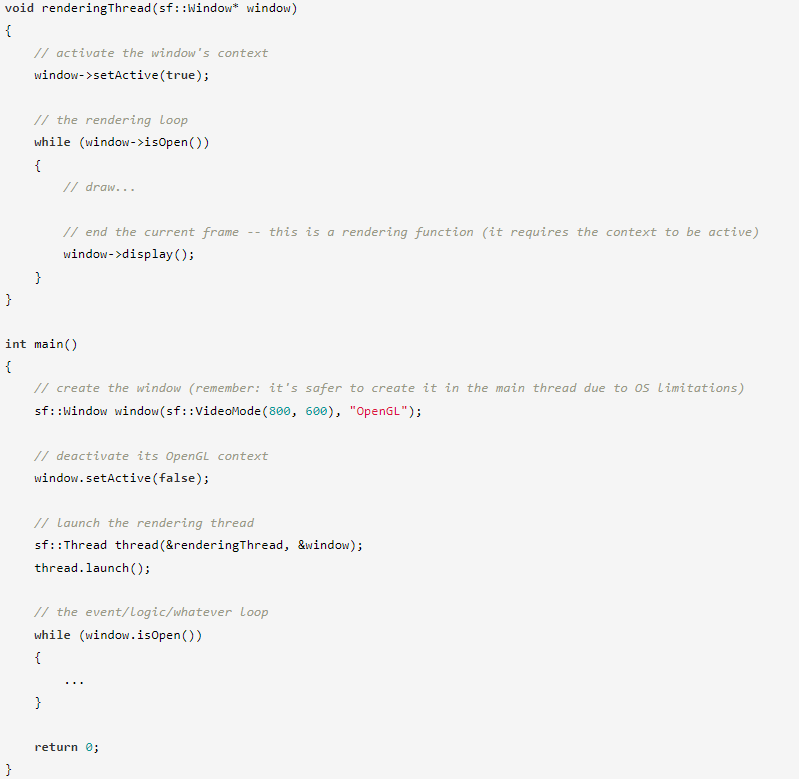 void renderingThread(sf::Window* window)
{
    // activate the window's context
    window->setActive(true);

    // the rendering loop
    while (window->isOpen())
    {
        // draw...

        // end the current frame -- this is a rendering function (it requires the context to be active)
        window->display();
    }
}

int main()
{
    // create the window (remember: it's safer to create it in the main thread due to OS limitations)
    sf::Window window(sf::VideoMode(800, 600), "OpenGL");

    // deactivate its OpenGL context
    window.setActive(false);

    // launch the rendering thread
    sf::Thread thread(&renderingThread, &window);
    thread.launch();

    // the event/logic/whatever loop
    while (window.isOpen())
    {
        ...
    }

    return 0;
}